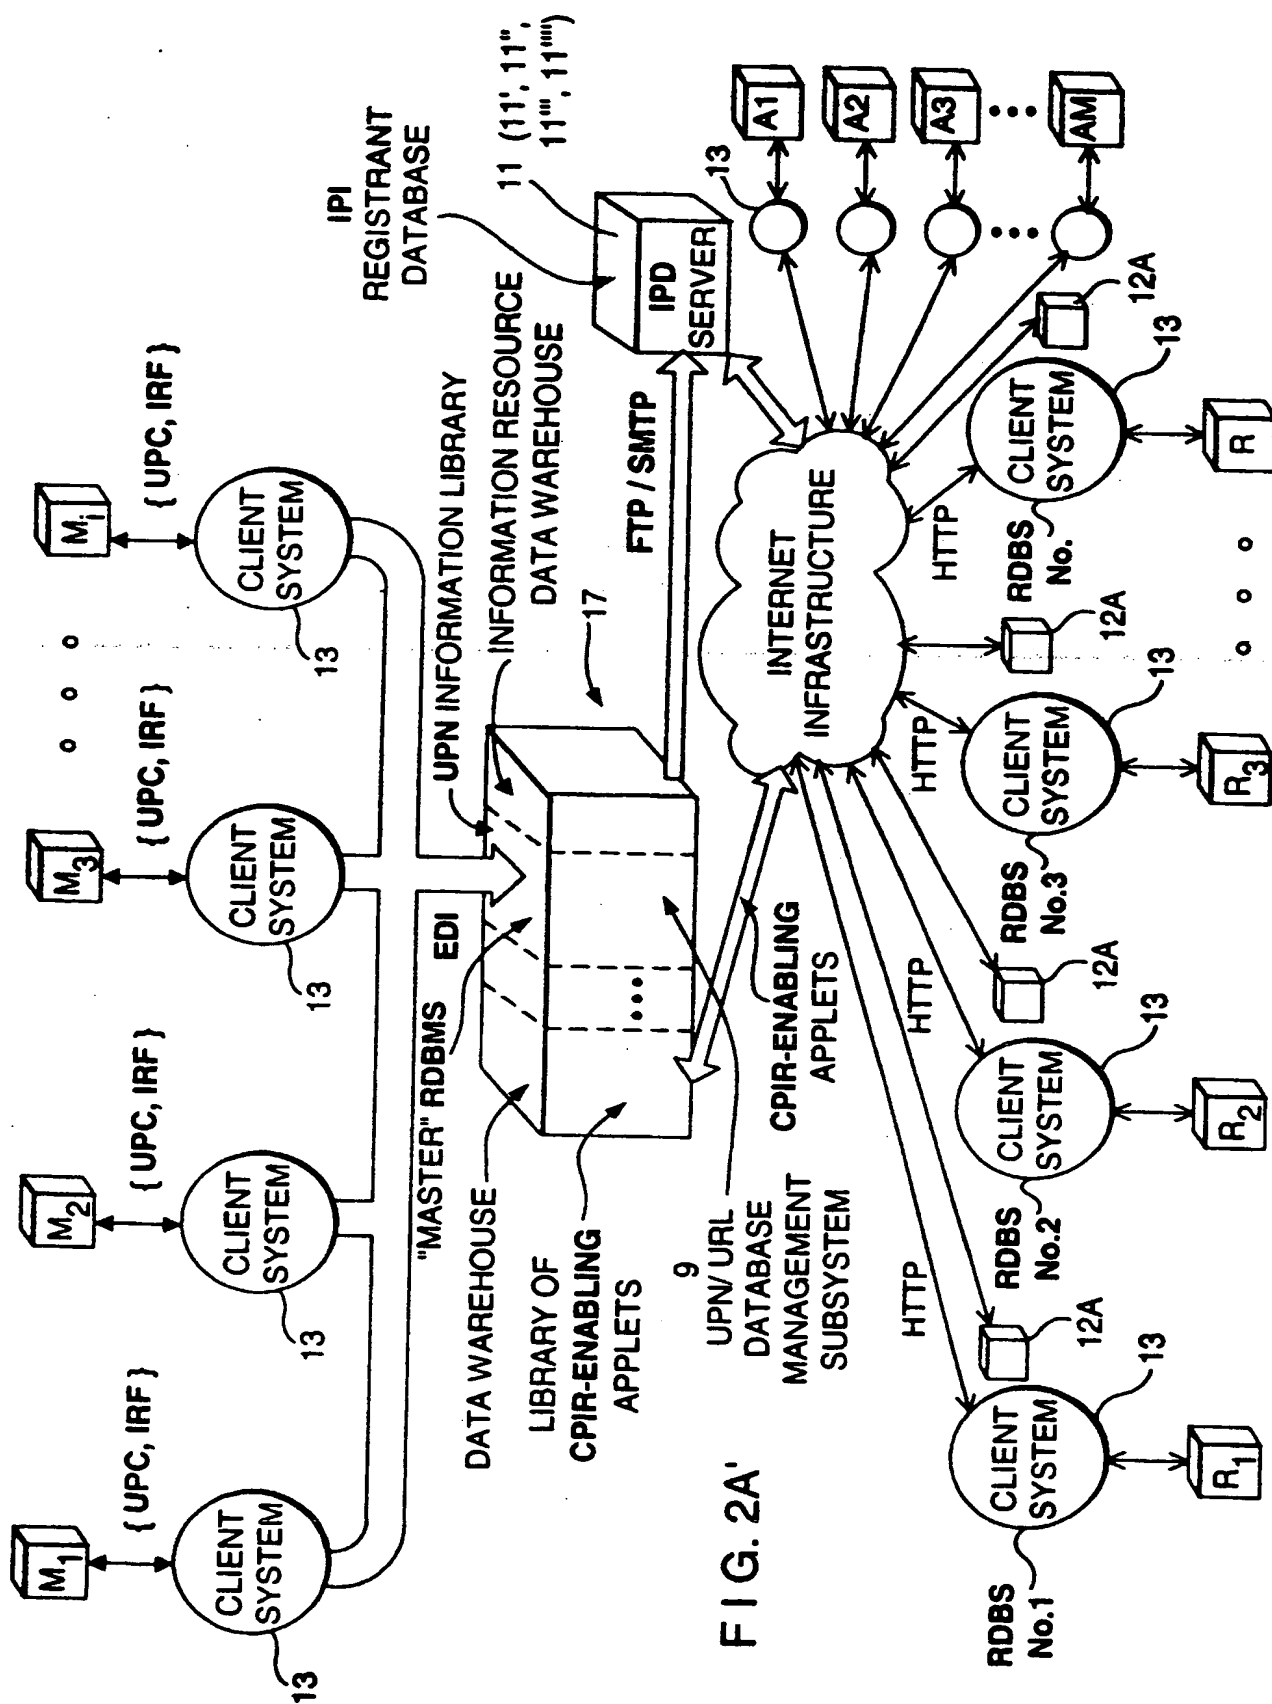 M1
M2
M3
Mi
{ UPC, IRF }
{ UPC, IRF }
{ UPC, IRF }
{ UPC, IRF }
CLIENT
SYSTEM
CLIENT
SYSTEM
CLIENT
SYSTEM
CLIENT
SYSTEM
13
13
13
13
"MASTER" RDBMS
EDI
UPN INFORMATION LIBRARY
INFORMATION RESOURCE
DATA WAREHOUSE
DATA WAREHOUSE
LIBRARY OF
CPIR-ENABLING
APPLETS
17
IPI
REGISTRANT
DATABASE
11 (11', 11'',
11''', 11'''')
IPD
SERVER
FTP / SMTP
9
UPN/ URL
DATABASE
MANAGEMENT
SUBSYSTEM
CPIR-ENABLING
APPLETS
INTERNET
INFRASTRUCTURE
13
A1
A2
A3
AM
FIG. 2A'
HTTP
HTTP
HTTP
HTTP
12A
12A
12A
12A
RDBS
No.1
CLIENT
SYSTEM
13
RDBS
No.2
CLIENT
SYSTEM
13
RDBS
No.3
CLIENT
SYSTEM
13
RDBS
No.
CLIENT
SYSTEM
13
R1
R2
R3
R